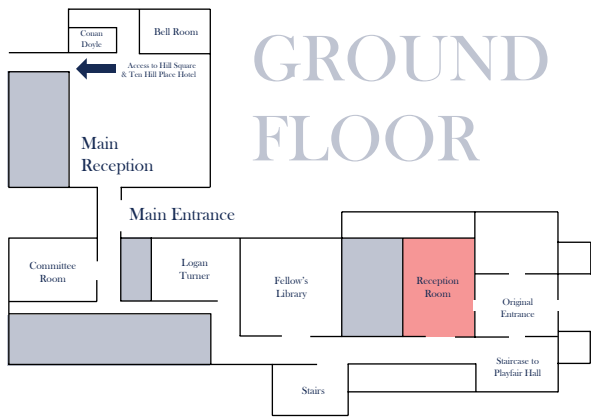 GROUND
FLOOR
Conan
Doyle
Bell Room
Access to Hill Square
& Ten Hill Place Hotel
Main
Reception
Main Entrance
Committee
Room
Logan
Turner
Fellow's
Library
Reception
Room
Original
Entrance
Staircase to
Playfair Hall
Stairs